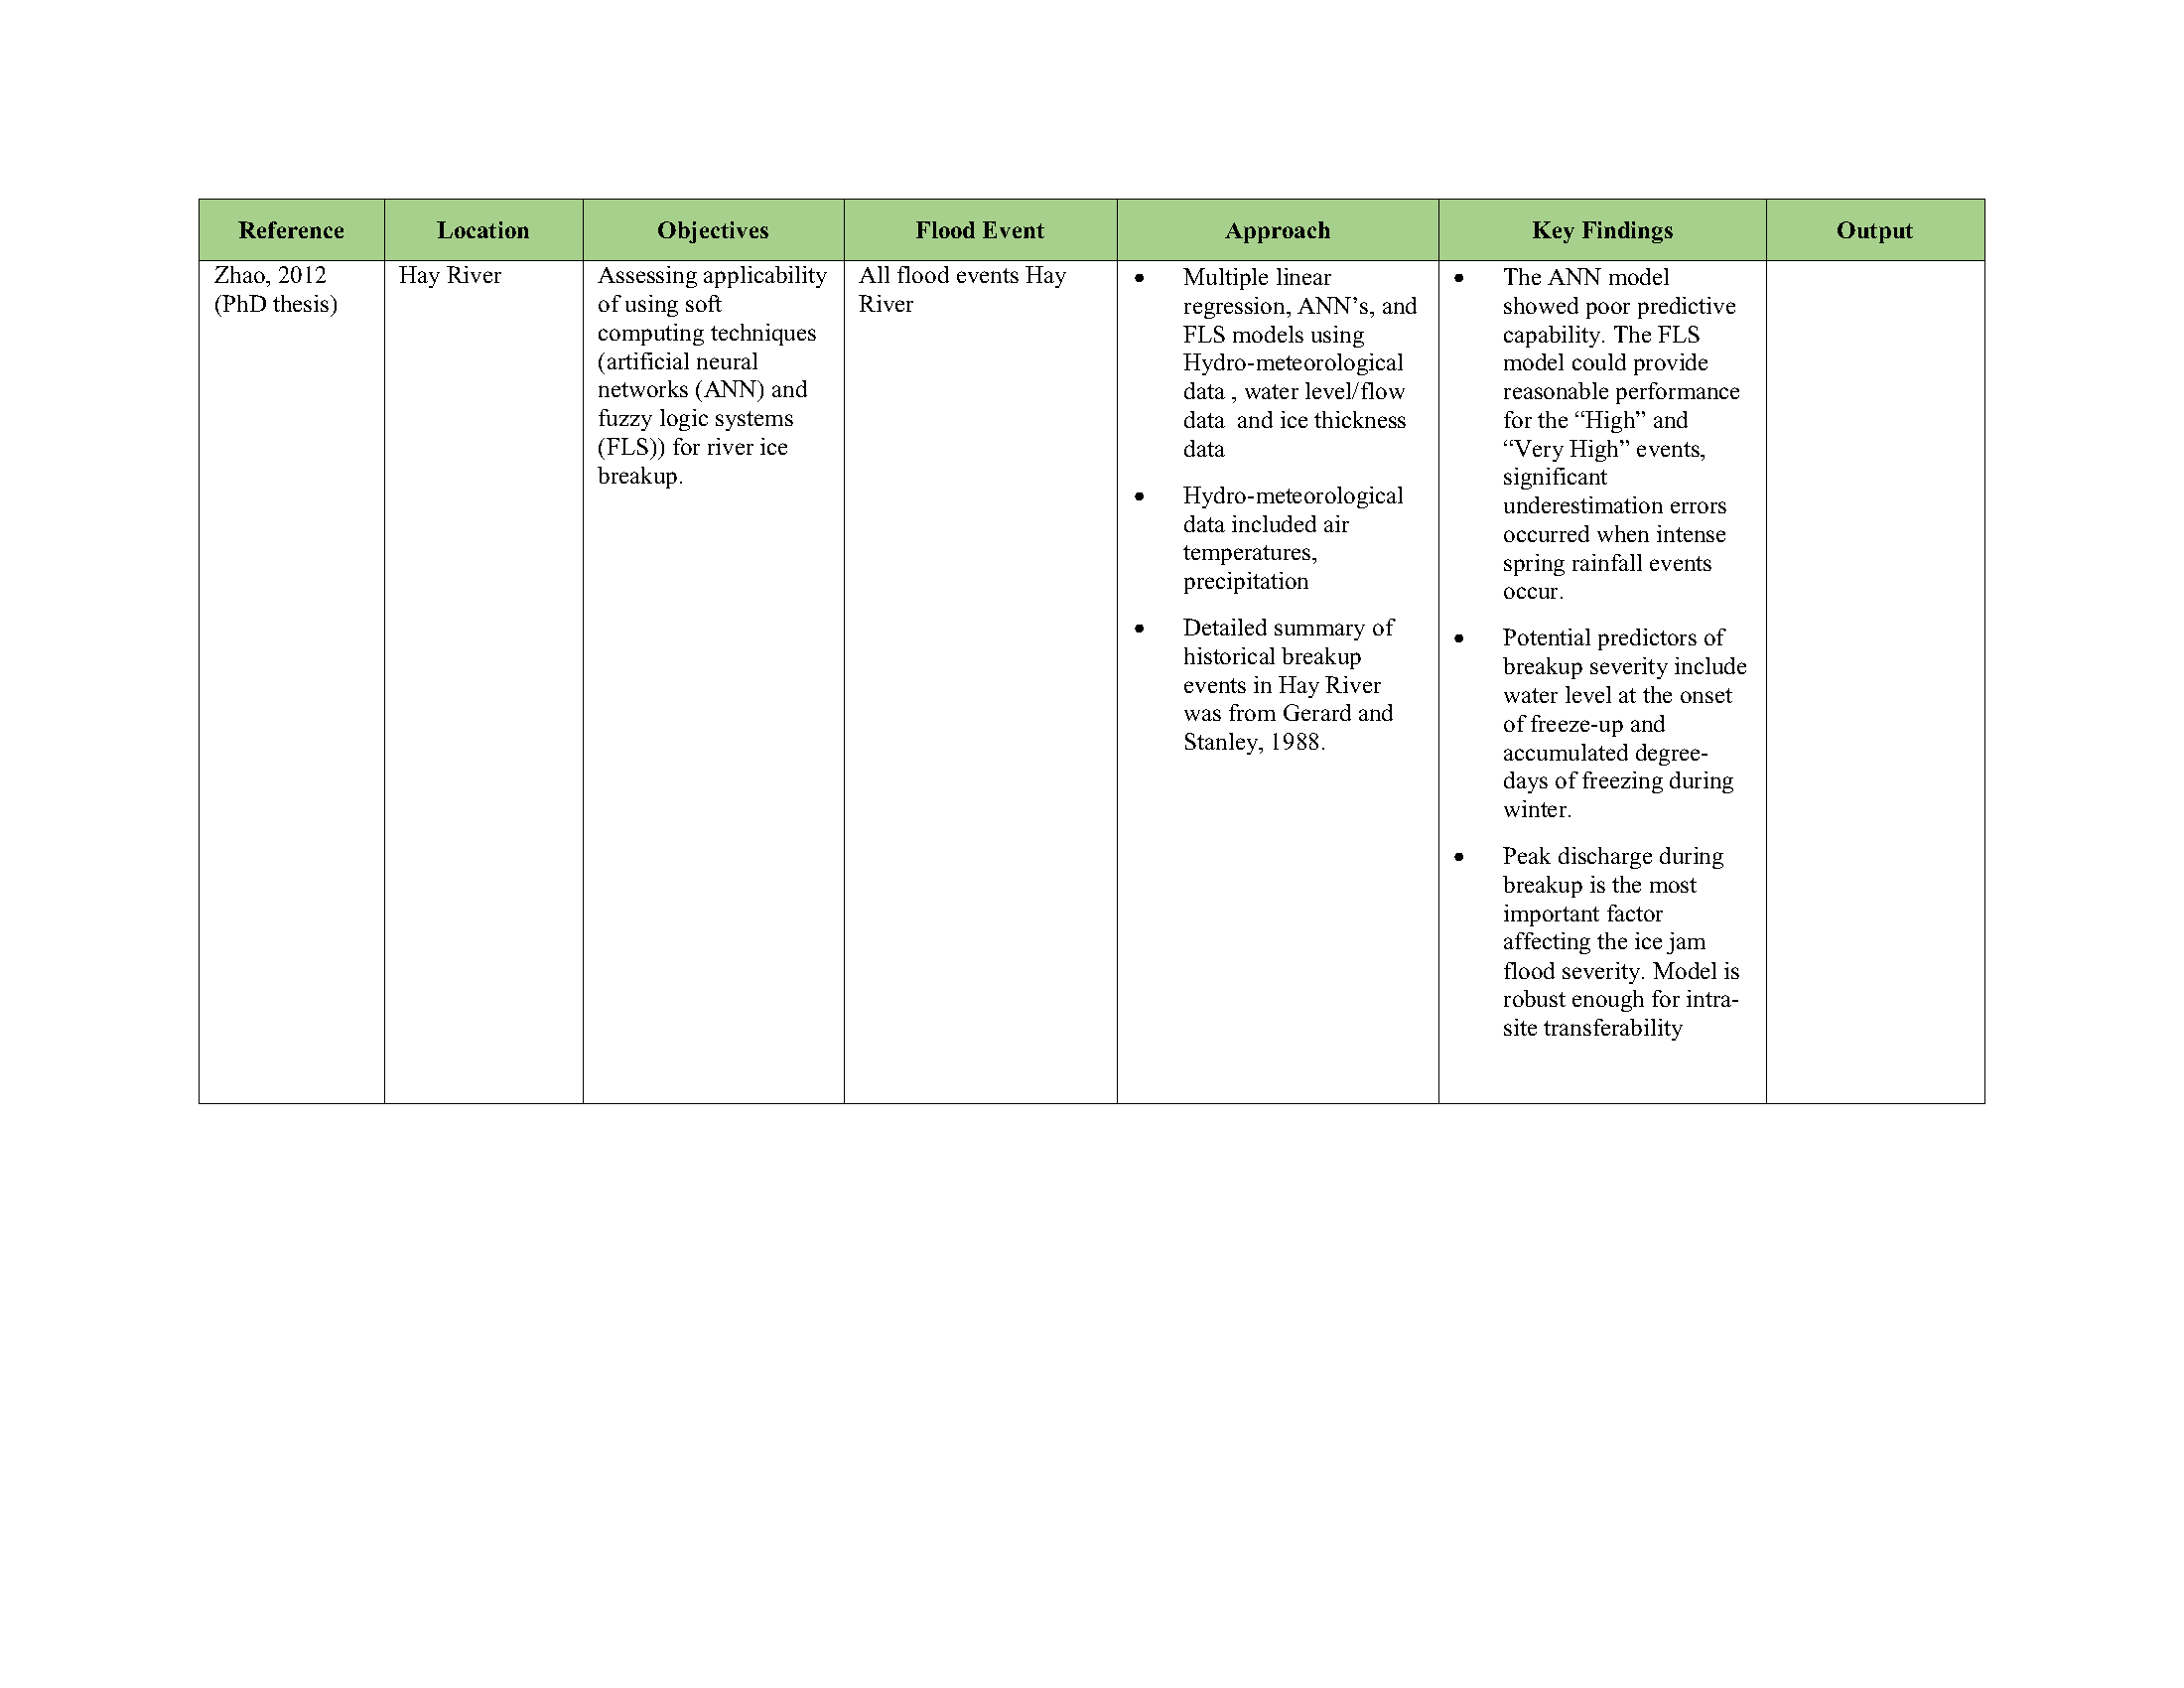 Reference
Location
Objectives
Flood Event
Approach
Key Findings
Output
Zhao, 2012
(PhD thesis)
Hay River
Assessing applicability
of using soft
computing techniques
(artificial neural
networks (ANN) and
fuzzy logic systems
(FLS)) for river ice
breakup.
All flood events Hay
River
• Multiple linear
regression, ANN’s, and
FLS models using
Hydro-meteorological
data , water level/flow
data  and ice thickness
data
• Hydro-meteorological
data included air
temperatures,
precipitation
• Detailed summary of
historical breakup
events in Hay River
was from Gerard and
Stanley, 1988.
• The ANN model
showed poor predictive
capability. The FLS
model could provide
reasonable performance
for the “High” and
“Very High” events,
significant
underestimation errors
occurred when intense
spring rainfall events
occur.
• Potential predictors of
breakup severity include
water level at the onset
of freeze-up and
accumulated degree-
days of freezing during
winter.
• Peak discharge during
breakup is the most
important factor
affecting the ice jam
flood severity. Model is
robust enough for intra-
site transferability